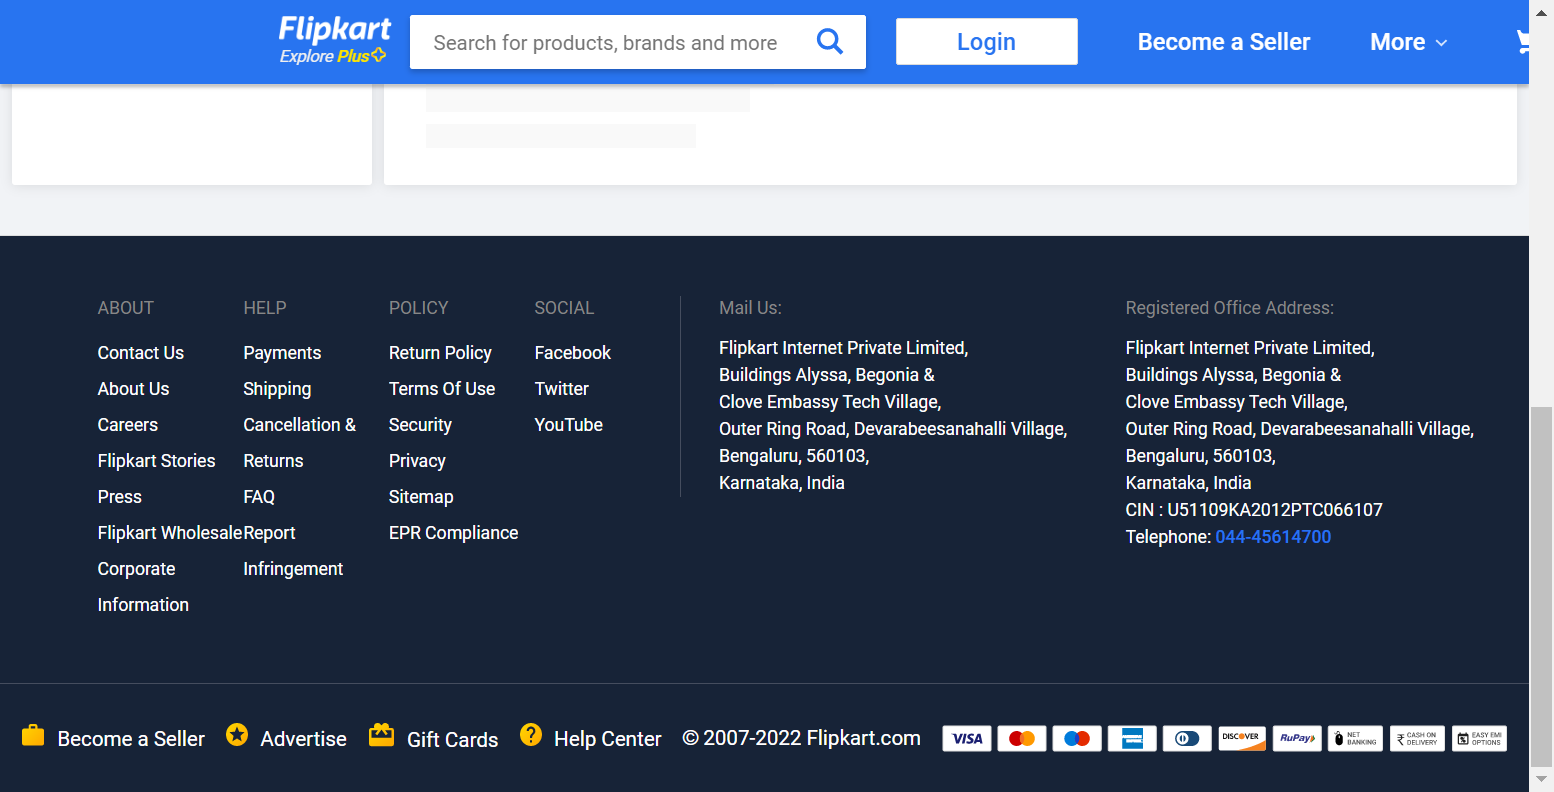 Flipkart
Explore Plus
Search for products, brands and more
Login
Become a Seller
More
ABOUT
Contact Us
About Us
Careers
Flipkart Stories
Press
Flipkart Wholesale
Corporate
Information
HELP
Payments
Shipping
Cancellation &
Returns
FAQ
Report
Infringement
POLICY
Return Policy
Terms Of Use
Security
Privacy
Sitemap
EPR Compliance
SOCIAL
Facebook
Twitter
YouTube
Mail Us:
Flipkart Internet Private Limited,
Buildings Alyssa, Begonia &
Clove Embassy Tech Village,
Outer Ring Road, Devarabeesanahalli Village,
Bengaluru, 560103,
Karnataka, India
Registered Office Address:
Flipkart Internet Private Limited,
Buildings Alyssa, Begonia &
Clove Embassy Tech Village,
Outer Ring Road, Devarabeesanahalli Village,
Bengaluru, 560103,
Karnataka, India
CIN : U51109KA2012PTC066107
Telephone: 044-45614700
Become a Seller
Advertise
Gift Cards
? Help Center
© 2007-2022 Flipkart.com
VISA
DISCOVER
RuPay
NET
BANKING
₹ CASH ON
DELIVERY
EASY EMI
OPTIONS